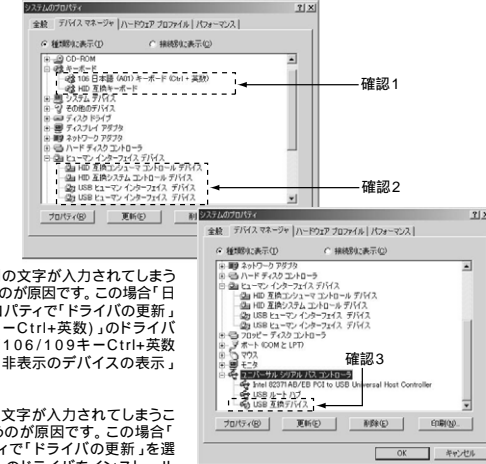 システムのプロパティ
全般 デバイス マネージャ ハードウェア プロファイル パフォーマンス
種類別に表示(T) 接続別に表示(C)
CD-ROM
キーボード
106 日本語 (A01) キーボード (Ctrl + 英数)
HID 互換キーボード
システム デバイス
その他のデバイス
ディスク ドライブ
ディスプレイ アダプタ
ネットワーク アダプタ
ハード ディスク コントローラ
ヒューマン インターフェイス デバイス
HID 互換コンシューマ コントロール デバイス
HID 互換システム コントロール デバイス
USB ヒューマン インターフェイス デバイス
USB ヒューマン インターフェイス デバイス
プロパティ(R) 更新(F)
確認1
確認2
システムのプロパティ
全般 デバイス マネージャ ハードウェア プロファイル パフォーマンス
種類別に表示(T) 接続別に表示(C)
ネットワーク アダプタ
ハード ディスク コントローラ
ヒューマン インターフェイス デバイス
HID 互換コンシューマ コントロール デバイス
HID 互換システム コントロール デバイス
USB ヒューマン インターフェイス デバイス
USB ヒューマン インターフェイス デバイス
フロッピー ディスク コントローラ
ポート (COM と LPT)
マウス
モニタ
ユニバーサル シリアル バス コントローラ
Intel 82371AB/EB PCI to USB Universal Host Controller
USB ルート ハブ
USB 互換デバイス
確認3
プロパティ(R) 更新(F) 削除(E) 印刷(N)...
OK キャンセル
の文字が入力されてしまう
のが原因です。この場合「日
ロパティで「ドライバの更新」
ーCtrl+英数)」のドライバ
106/109キーCtrl+英数
非表示のデバイスの表示」
文字が入力されてしまうこ
るのが原因です。この場合「
ィで「ドライバの更新」を選
のドライバをインストール